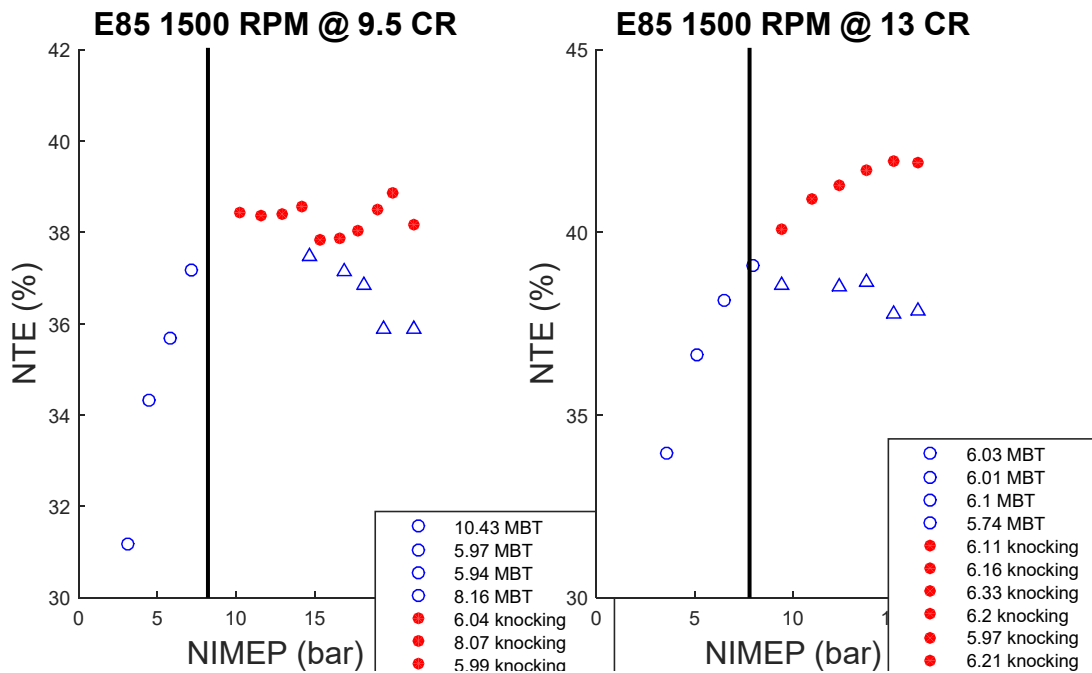 E85 1500 RPM @ 9.5 CR
42
40
38
36
34
32
30
0
5
10
15
NTE (%)
NIMEP (bar)
10.43 MBT
5.97 MBT
5.94 MBT
8.16 MBT
6.04 knocking
8.07 knocking
5.99 knocking
E85 1500 RPM @ 13 CR
45
40
35
30
0
5
10
NTE (%)
NIMEP (bar)
6.03 MBT
6.01 MBT
6.1 MBT
5.74 MBT
6.11 knocking
6.16 knocking
6.33 knocking
6.2 knocking
5.97 knocking
6.21 knocking